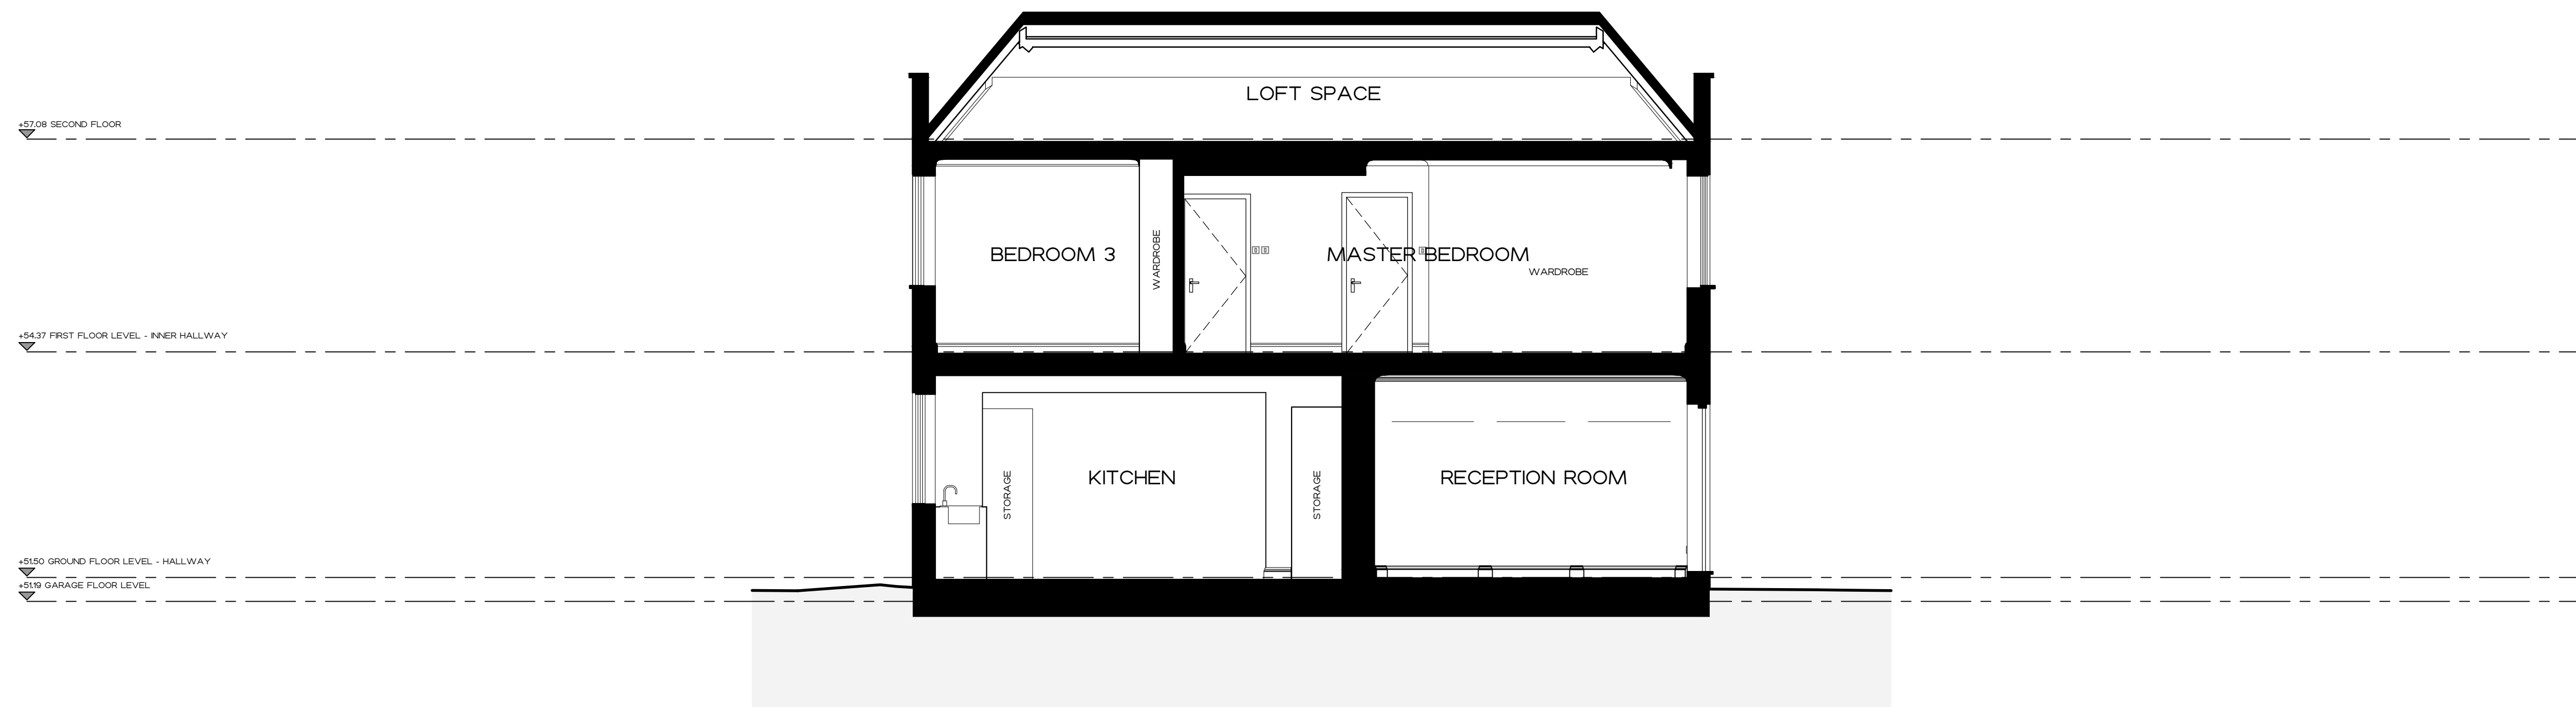 LOFT SPACE
+57.08 SECOND FLOOR
BEDROOM 3
WARDROBE
MASTER BEDROOM
WARDROBE
+54.37 FIRST FLOOR LEVEL - INNER HALLWAY
KITCHEN
STORAGE
STORAGE
RECEPTION ROOM
+51.50 GROUND FLOOR LEVEL - HALLWAY
+51.19 GARAGE FLOOR LEVEL